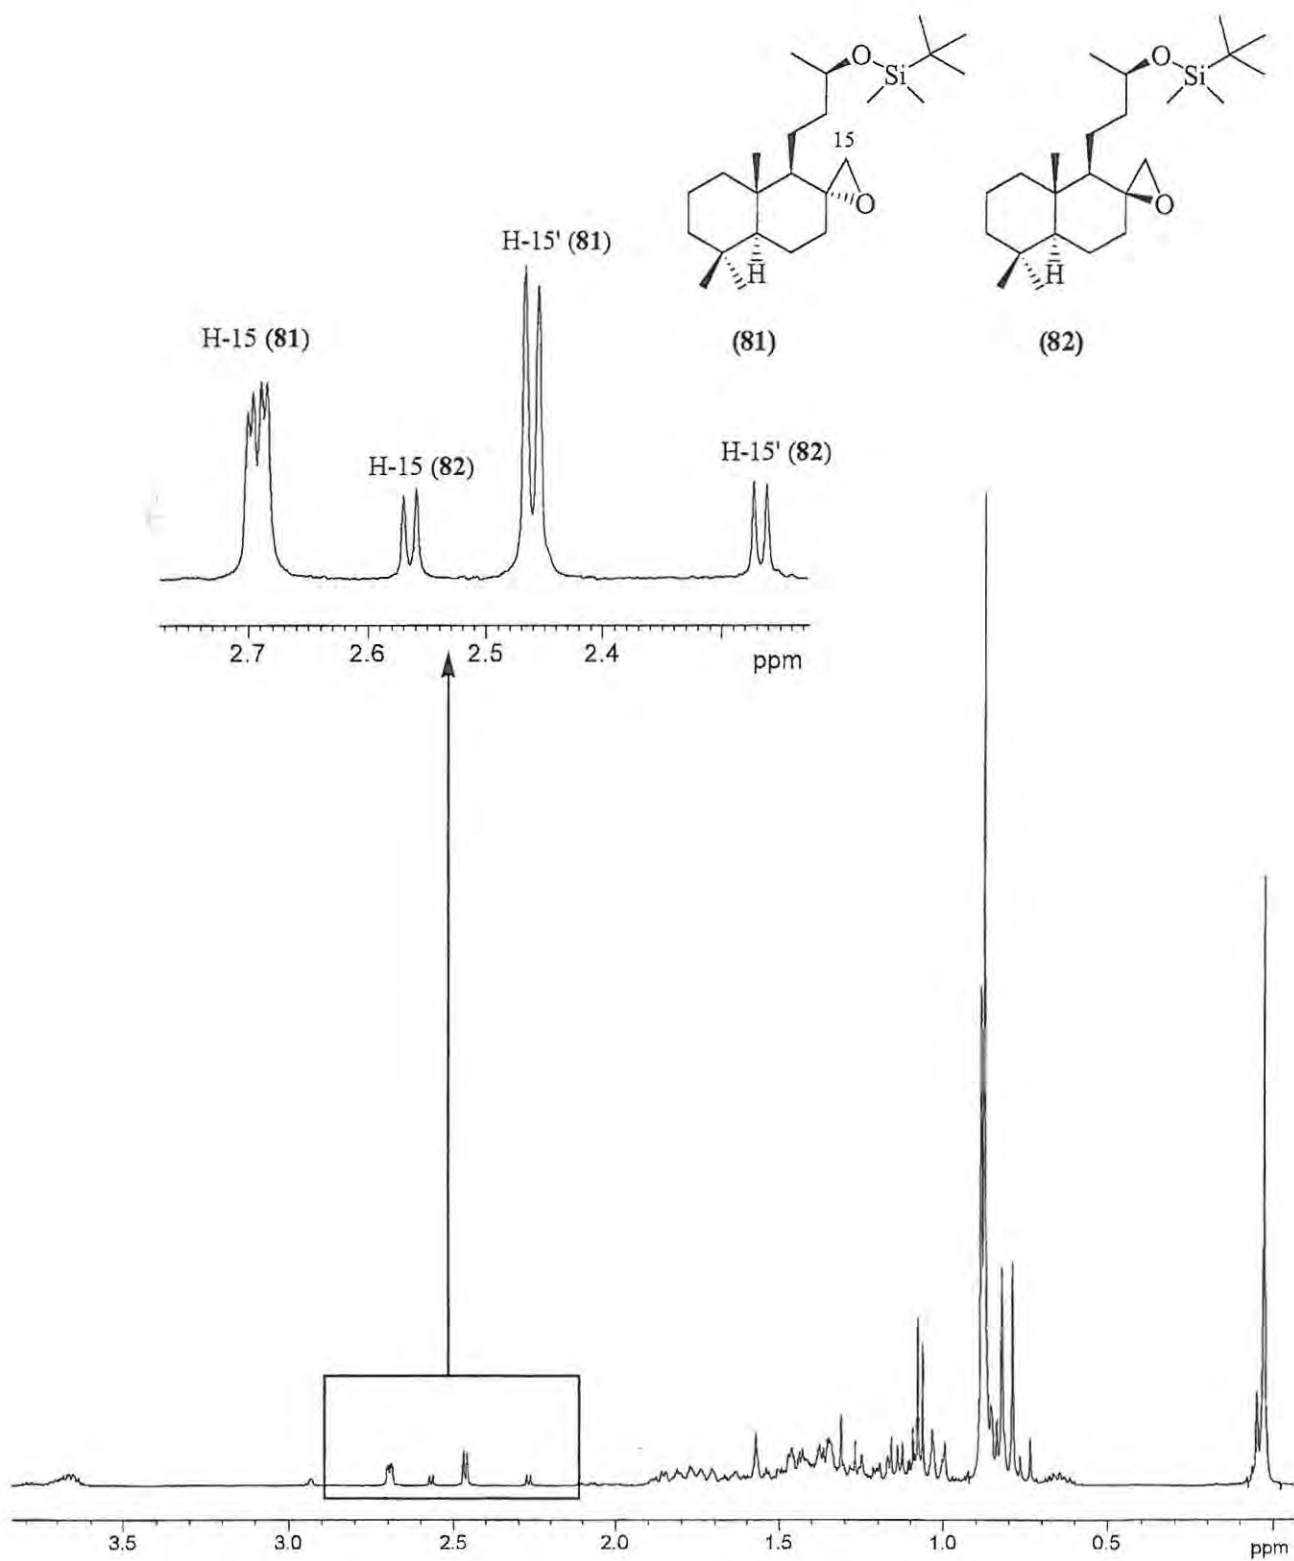 O
Si
O
Si
15
O
O
H
H
(81)
(82)
H-15' (81)
H-15 (81)
H-15 (82)
H-15' (82)
2.7 2.6 2.5 2.4 ppm
3.5 3.0 2.5 2.0 1.5 1.0 0.5 ppm